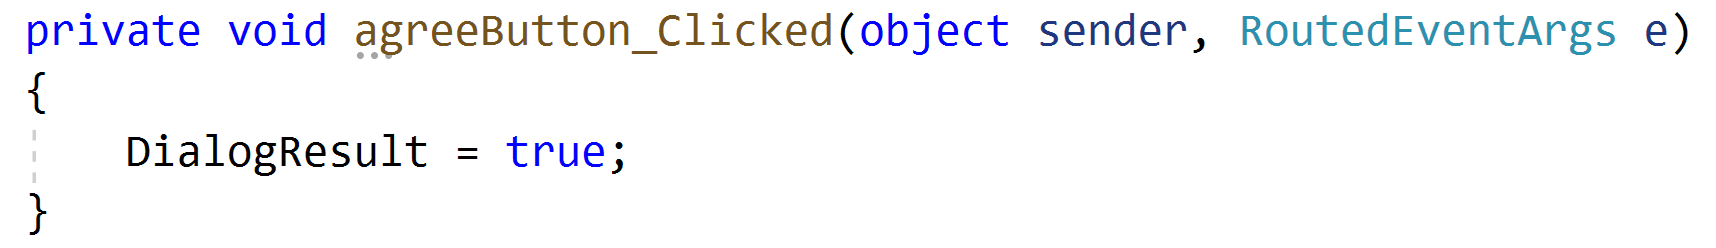 private void agreeButton_Clicked(object sender, RoutedEventArgs e)
{
    DialogResult = true;
}